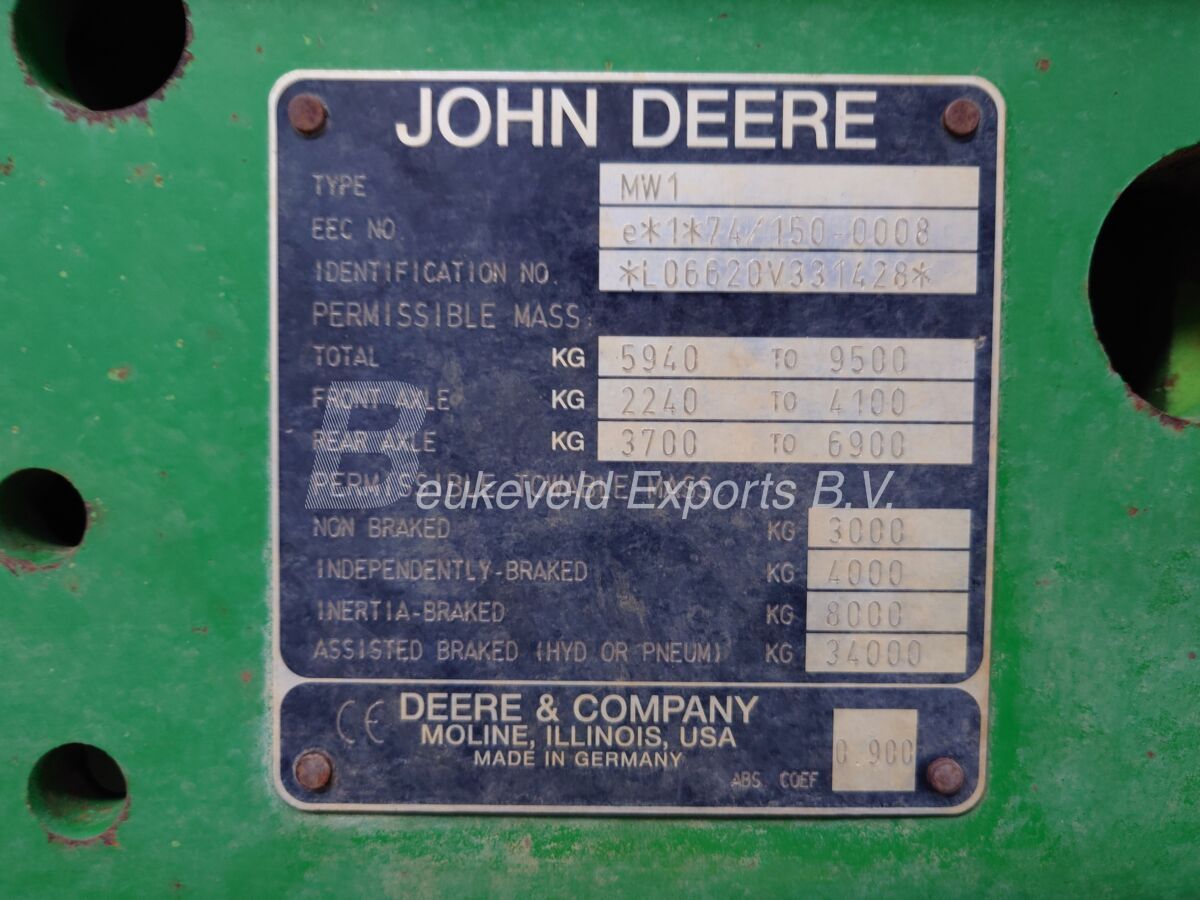 JOHN DEERE
TYPE MW1
EEC NO. e*1*74/150-0008
IDENTIFICATION NO. *L06620V331428*
PERMISSIBLE MASS:
TOTAL KG 5940 TO 9500
FRONT AXLE KG 2240 TO 4100
REAR AXLE KG 3700 TO 6900
PERMISSIBLE TOWABLE MASS
Beukeveld Exports B.V.
NON BRAKED KG 3000
INDEPENDENTLY-BRAKED KG 4000
INERTIA-BRAKED KG 8000
ASSISTED BRAKED (HYD OR PNEUM) KG 34000
CE DEERE & COMPANY
MOLINE, ILLINOIS, USA
MADE IN GERMANY
ABS. COEF 0.900